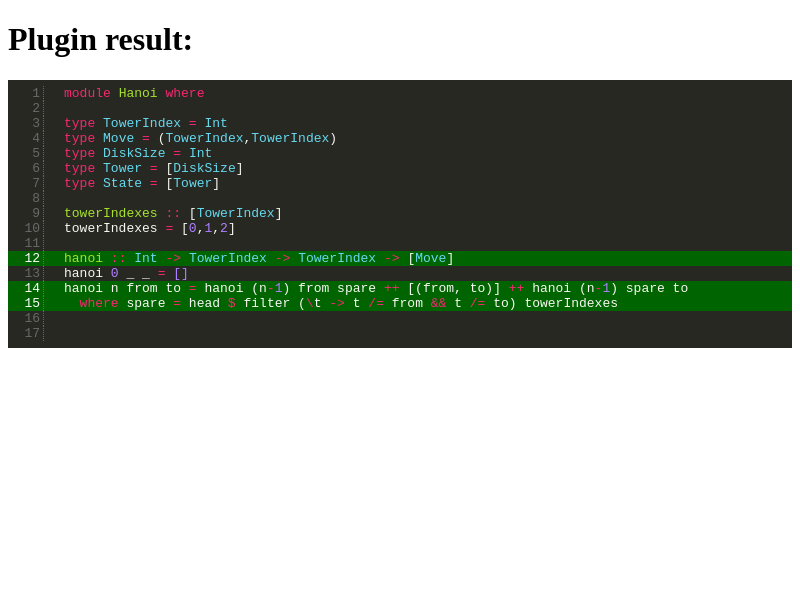 Plugin result:
1 module Hanoi where
2
3 type TowerIndex = Int
4 type Move = (TowerIndex,TowerIndex)
5 type DiskSize = Int
6 type Tower = [DiskSize]
7 type State = [Tower]
8
9 towerIndexes :: [TowerIndex]
10 towerIndexes = [0,1,2]
11
12 hanoi :: Int -> TowerIndex -> TowerIndex -> [Move]
13 hanoi 0 _ _ = []
14 hanoi n from to = hanoi (n-1) from spare ++ [(from, to)] ++ hanoi (n-1) spare to
15   where spare = head $ filter (\t -> t /= from && t /= to) towerIndexes
16
17